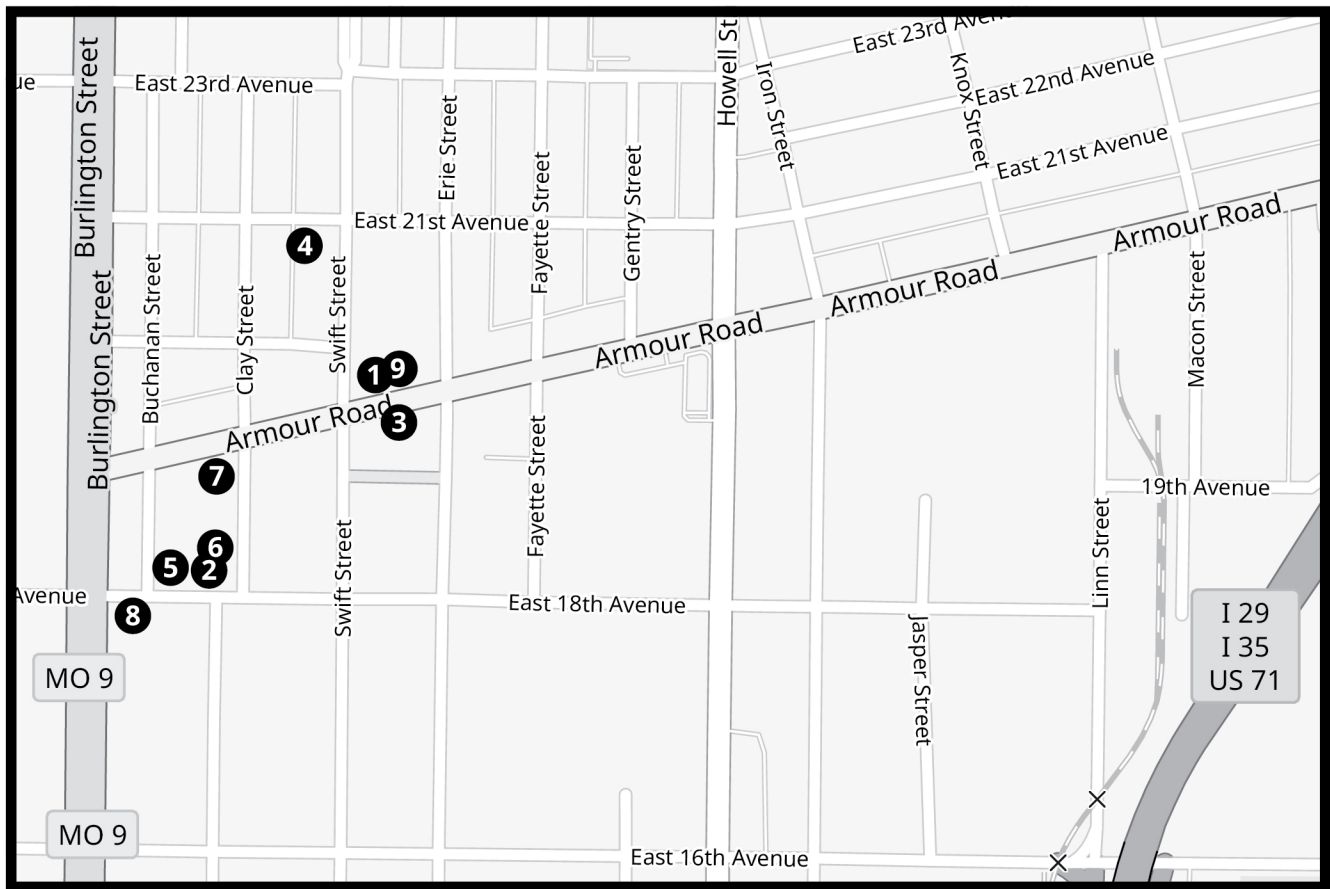 East 23rd Avenue
Howell St
Burlington Street
Iron Street
Knox Street
East 22nd Avenue
ue
East 23rd Avenue
Erie Street
East 21st Avenue
Fayette Street
Gentry Street
Armour Road
East 21st Avenue
4
Buchanan Street
Clay Street
Swift Street
Burlington Street
Macon Street
Armour Road
Armour Road
1
9
3
Armour Road
7
Fayette Street
19th Avenue
Linn Street
Swift Street
6
5
2
Avenue
8
East 18th Avenue
Jasper Street
I 29
I 35
US 71
MO 9
MO 9
East 16th Avenue